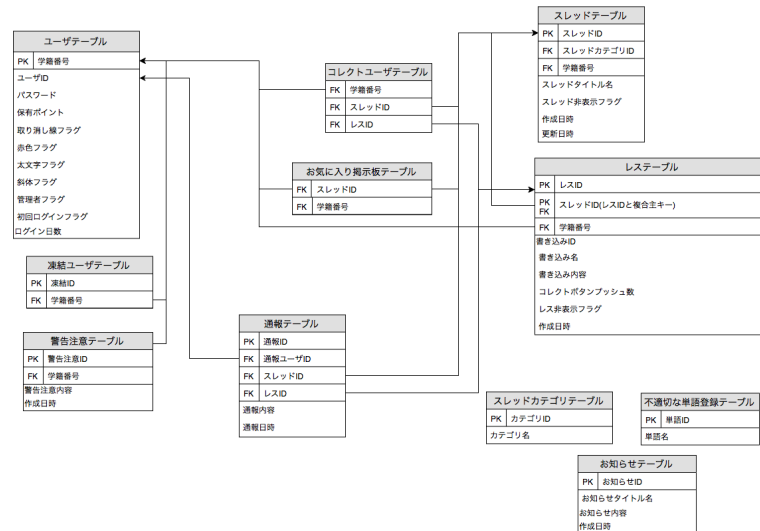 ユーザテーブル
PK 学籍番号
ユーザID
パスワード
保有ポイント
取り消し線フラグ
赤色フラグ
太文字フラグ
斜体フラグ
管理者フラグ
初回ログインフラグ
ログイン日数
凍結ユーザテーブル
PK 凍結ID
FK 学籍番号
警告注意テーブル
PK 警告注意ID
FK 学籍番号
警告注意内容
作成日時
コレクトユーザテーブル
FK 学籍番号
FK スレッドID
FK レスID
お気に入り掲示板テーブル
FK スレッドID
FK 学籍番号
通報テーブル
PK 通報ID
FK 通報ユーザID
FK スレッドID
FK レスID
通報内容
通報日時
スレッドテーブル
PK スレッドID
FK スレッドカテゴリID
FK 学籍番号
スレッドタイトル名
スレッド非表示フラグ
作成日時
更新日時
レステーブル
PK レスID
PK
FK スレッドID(レスIDと複合主キー)
FK 学籍番号
書き込みID
書き込み名
書き込み内容
コレクトボタンプッシュ数
レス非表示フラグ
作成日時
スレッドカテゴリテーブル
PK カテゴリID
カテゴリ名
不適切な単語登録テーブル
PK 単語ID
単語名
お知らせテーブル
PK お知らせID
お知らせタイトル名
お知らせ内容
作成日時